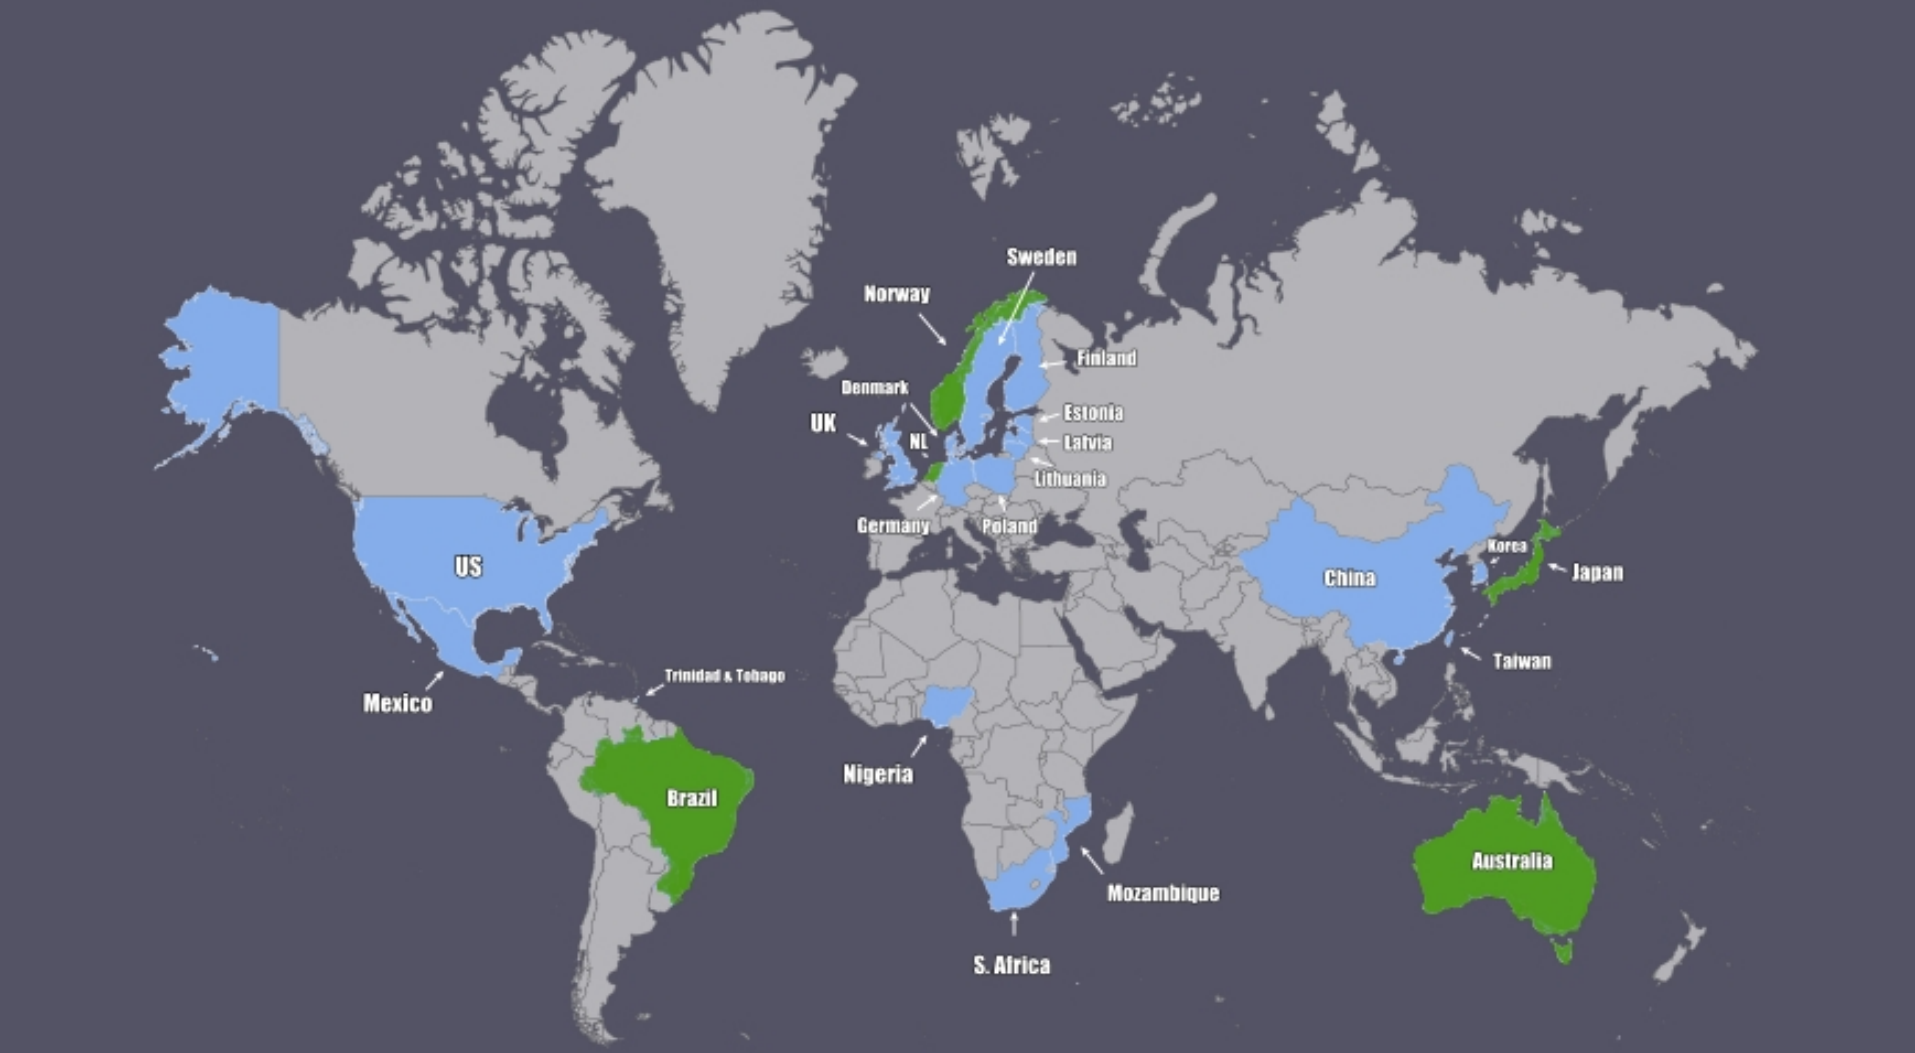 Sweden
Norway
Finland
Denmark
Estonia
UK
NL
Latvia
Lithuania
Germany
Poland
US
Korea
China
Japan
Taiwan
Trinidad & Tobago
Mexico
Nigeria
Brazil
Australia
Mozambique
S. Africa